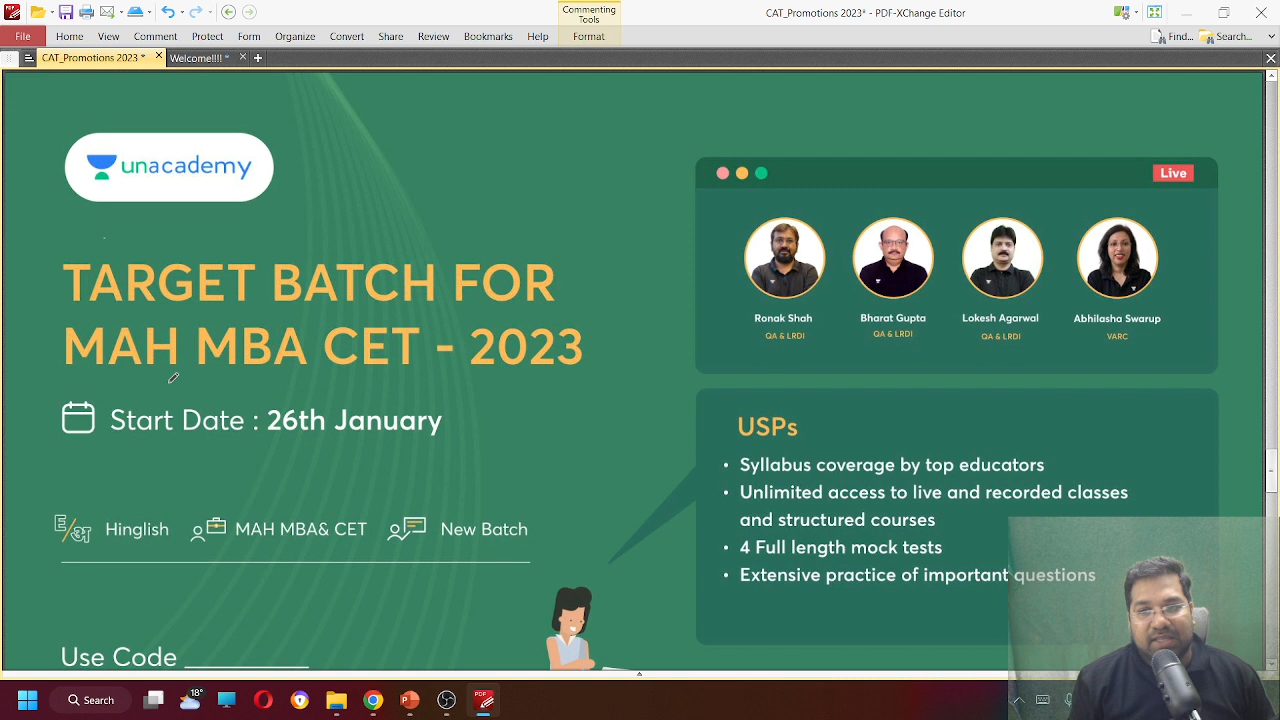 Commenting
Tools
CAT_Promotions 2023* - PDF-XChange Editor
File Home View Comment Protect Form Organize Convert Share Review Bookmarks Help Format Find... Search...
CAT_Promotions 2023 * Welcome!!!! *
unacademy
Live
TARGET BATCH FOR
MAH MBA CET - 2023
Start Date : 26th January
Hinglish MAH MBA& CET New Batch
Use Code
Ronak Shah Bharat Gupta Lokesh Agarwal Abhilasha Swarup
QA & LRDI QA & LRDI QA & LRDI VARC
USPs
• Syllabus coverage by top educators
• Unlimited access to live and recorded classes
and structured courses
• 4 Full length mock tests
• Extensive practice of important questions
Search 18°